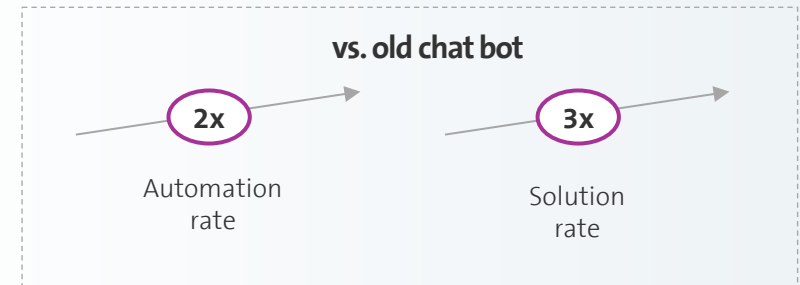 vs. old chat bot
2x
3x
Automation
rate
Solution
rate